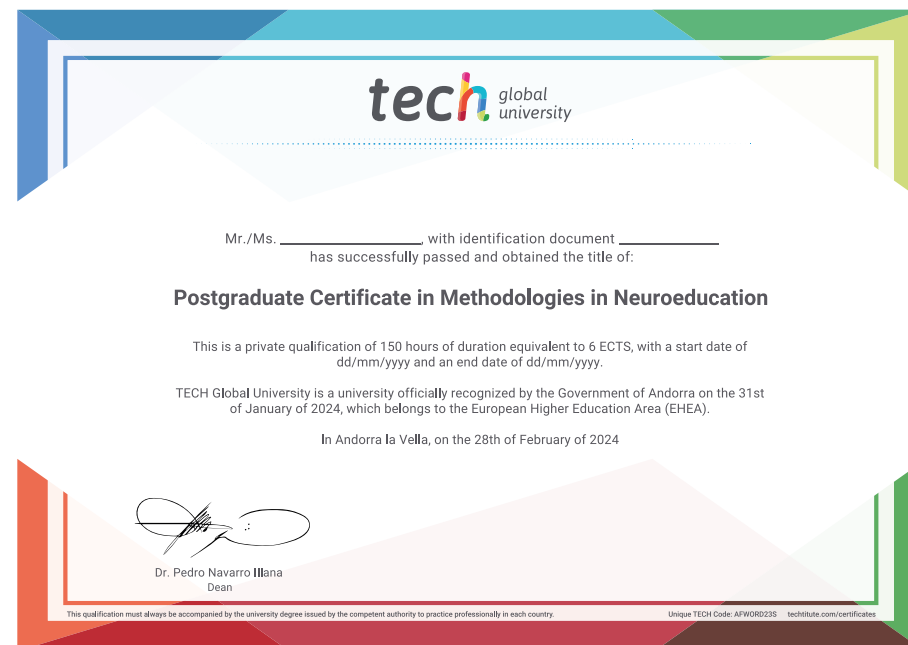 tech global university
Mr./Ms. ____________, with identification document ____________
has successfully passed and obtained the title of:
Postgraduate Certificate in Methodologies in Neuroeducation
This is a private qualification of 150 hours of duration equivalent to 6 ECTS, with a start date of
dd/mm/yyyy and an end date of dd/mm/yyyy.
TECH Global University is a university officially recognized by the Government of Andorra on the 31st
of January of 2024, which belongs to the European Higher Education Area (EHEA).
In Andorra la Vella, on the 28th of February of 2024
Dr. Pedro Navarro Illana
Dean
This qualification must always be accompanied by the university degree issued by the competent authority to practice professionally in each country.
Unique TECH Code: AFWORD23S techtitute.com/certificates